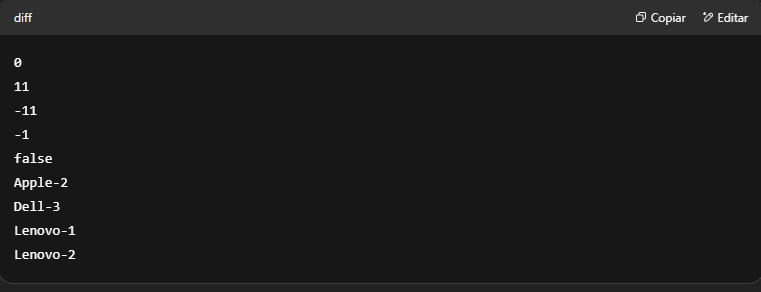 diff
Copiar
Editar
0
11
-11
-1
false
Apple-2
Dell-3
Lenovo-1
Lenovo-2